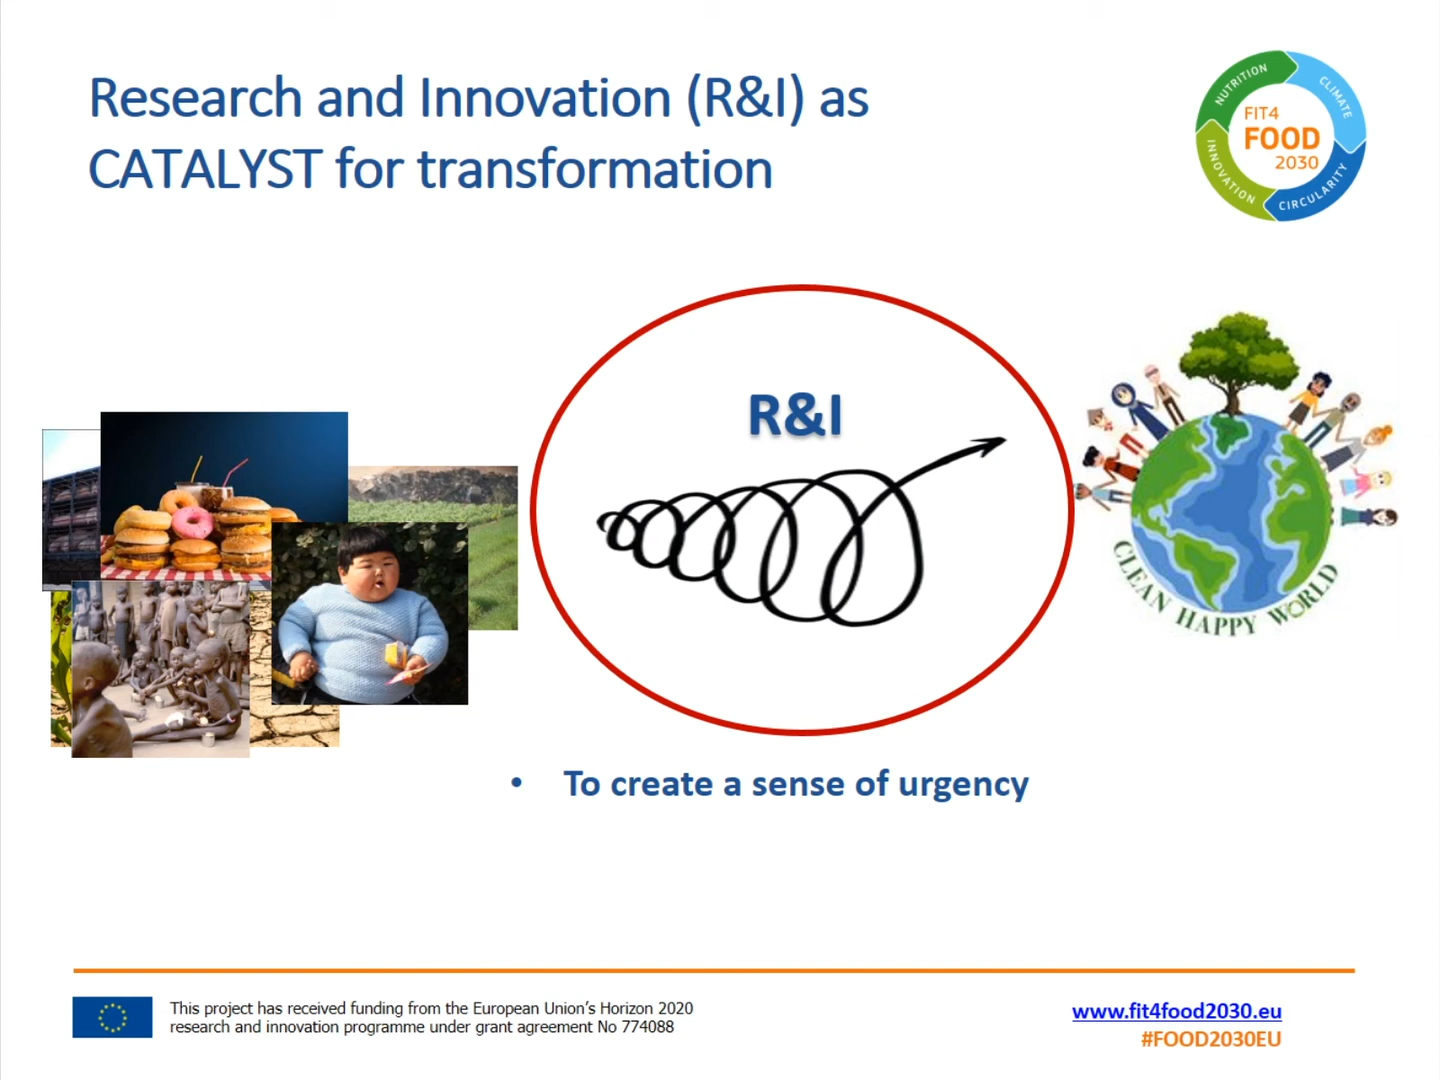 Research and Innovation (R&I) as
CATALYST for transformation
NUTRITION
CLIMATE
CIRCULARITY
INNOVATION
FIT4
FOOD
2030
R&I
CLEAN HAPPY WORLD
• To create a sense of urgency
This project has received funding from the European Union’s Horizon 2020
research and innovation programme under grant agreement No 774088
www.fit4food2030.eu
#FOOD2030EU